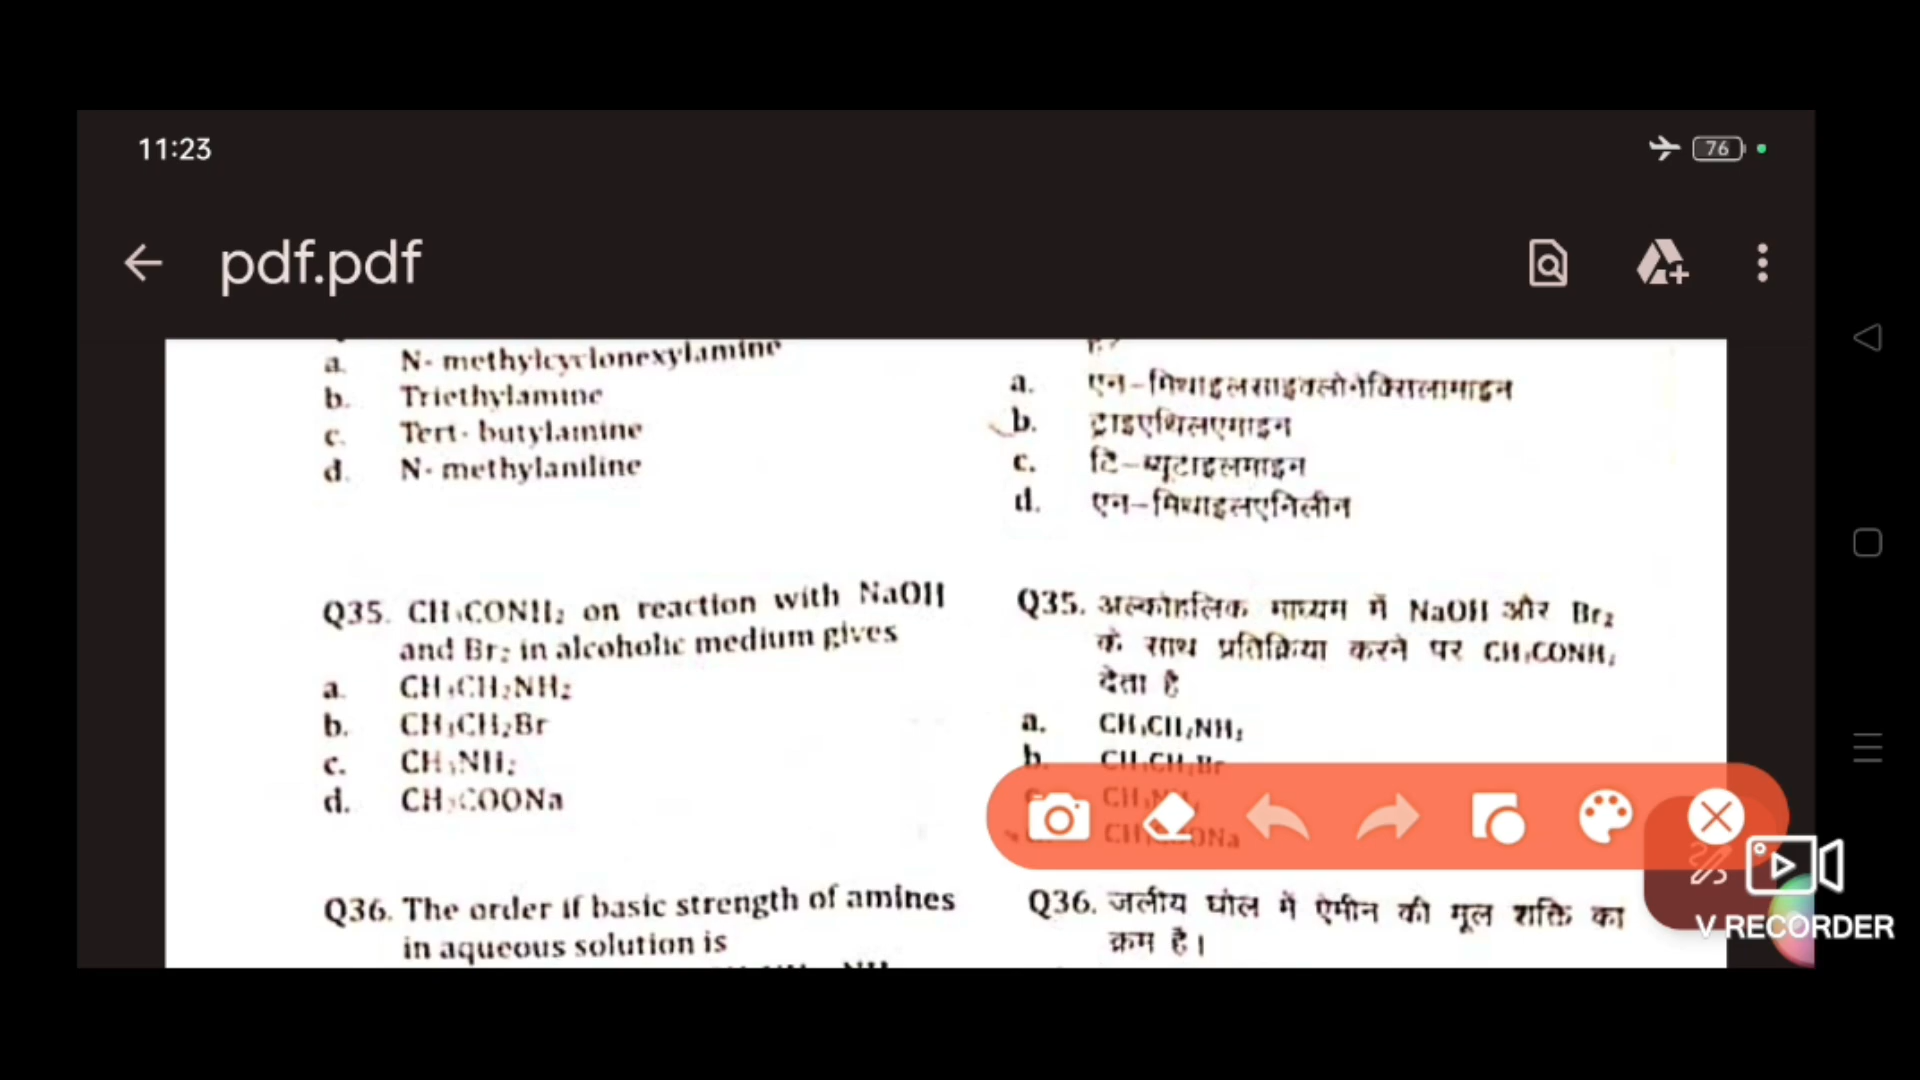 11:23
76
pdf.pdf
a. N- methylcyclonexylamine
b. Triethylamine
c. Tert- butylamine
d. N- methylaniline
Q35. CH₃CONH₂ on reaction with NaOH
and Br₂ in alcoholic medium gives
a. CH₃CH₂NH₂
b. CH₃CH₂Br
c. CH₃NH₂
d. CH₃COONa
Q36. The order if basic strength of amines
in aqueous solution is
a. एन-मिथाइलसाइक्लोनेक्सिलामाइन
b. ट्राइएथिलएमाइन
c. टि-ब्यूटाइलमाइन
d. एन-मिथाइलएनिलीन
Q35. अल्कोहलिक माध्यम में NaOH और Br₂
के साथ प्रतिक्रिया करने पर CH₃CONH₂
देता है
a. CH₃CH₂NH₂
b. CH₃CH₂Br
CH₃NH₂
CH₃COONa
Q36. जलीय घोल में ऐमीन की मूल शक्ति का
क्रम है।
V RECORDER